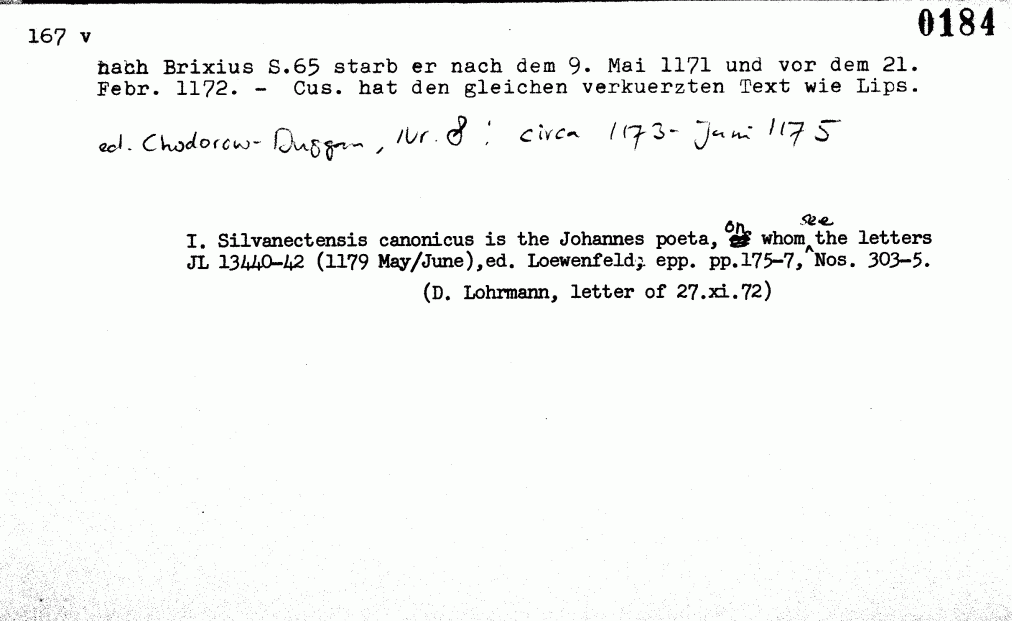 0184
167 v
nach Brixius S.65 starb er nach dem 9. Mai 1171 und vor dem 21.
Febr. 1172. - Cus. hat den gleichen verkuerzten Text wie Lips.
ed. Chodorow-Duggan, Nr. 8 : circa 1173- Juni 1175
see
on
I. Silvanectensis canonicus is the Johannes poeta, whom the letters
JL 13440-42 (1179 May/June),ed. Loewenfeld; epp. pp.175-7, Nos. 303-5.
(D. Lohrmann, letter of 27.xi.72)